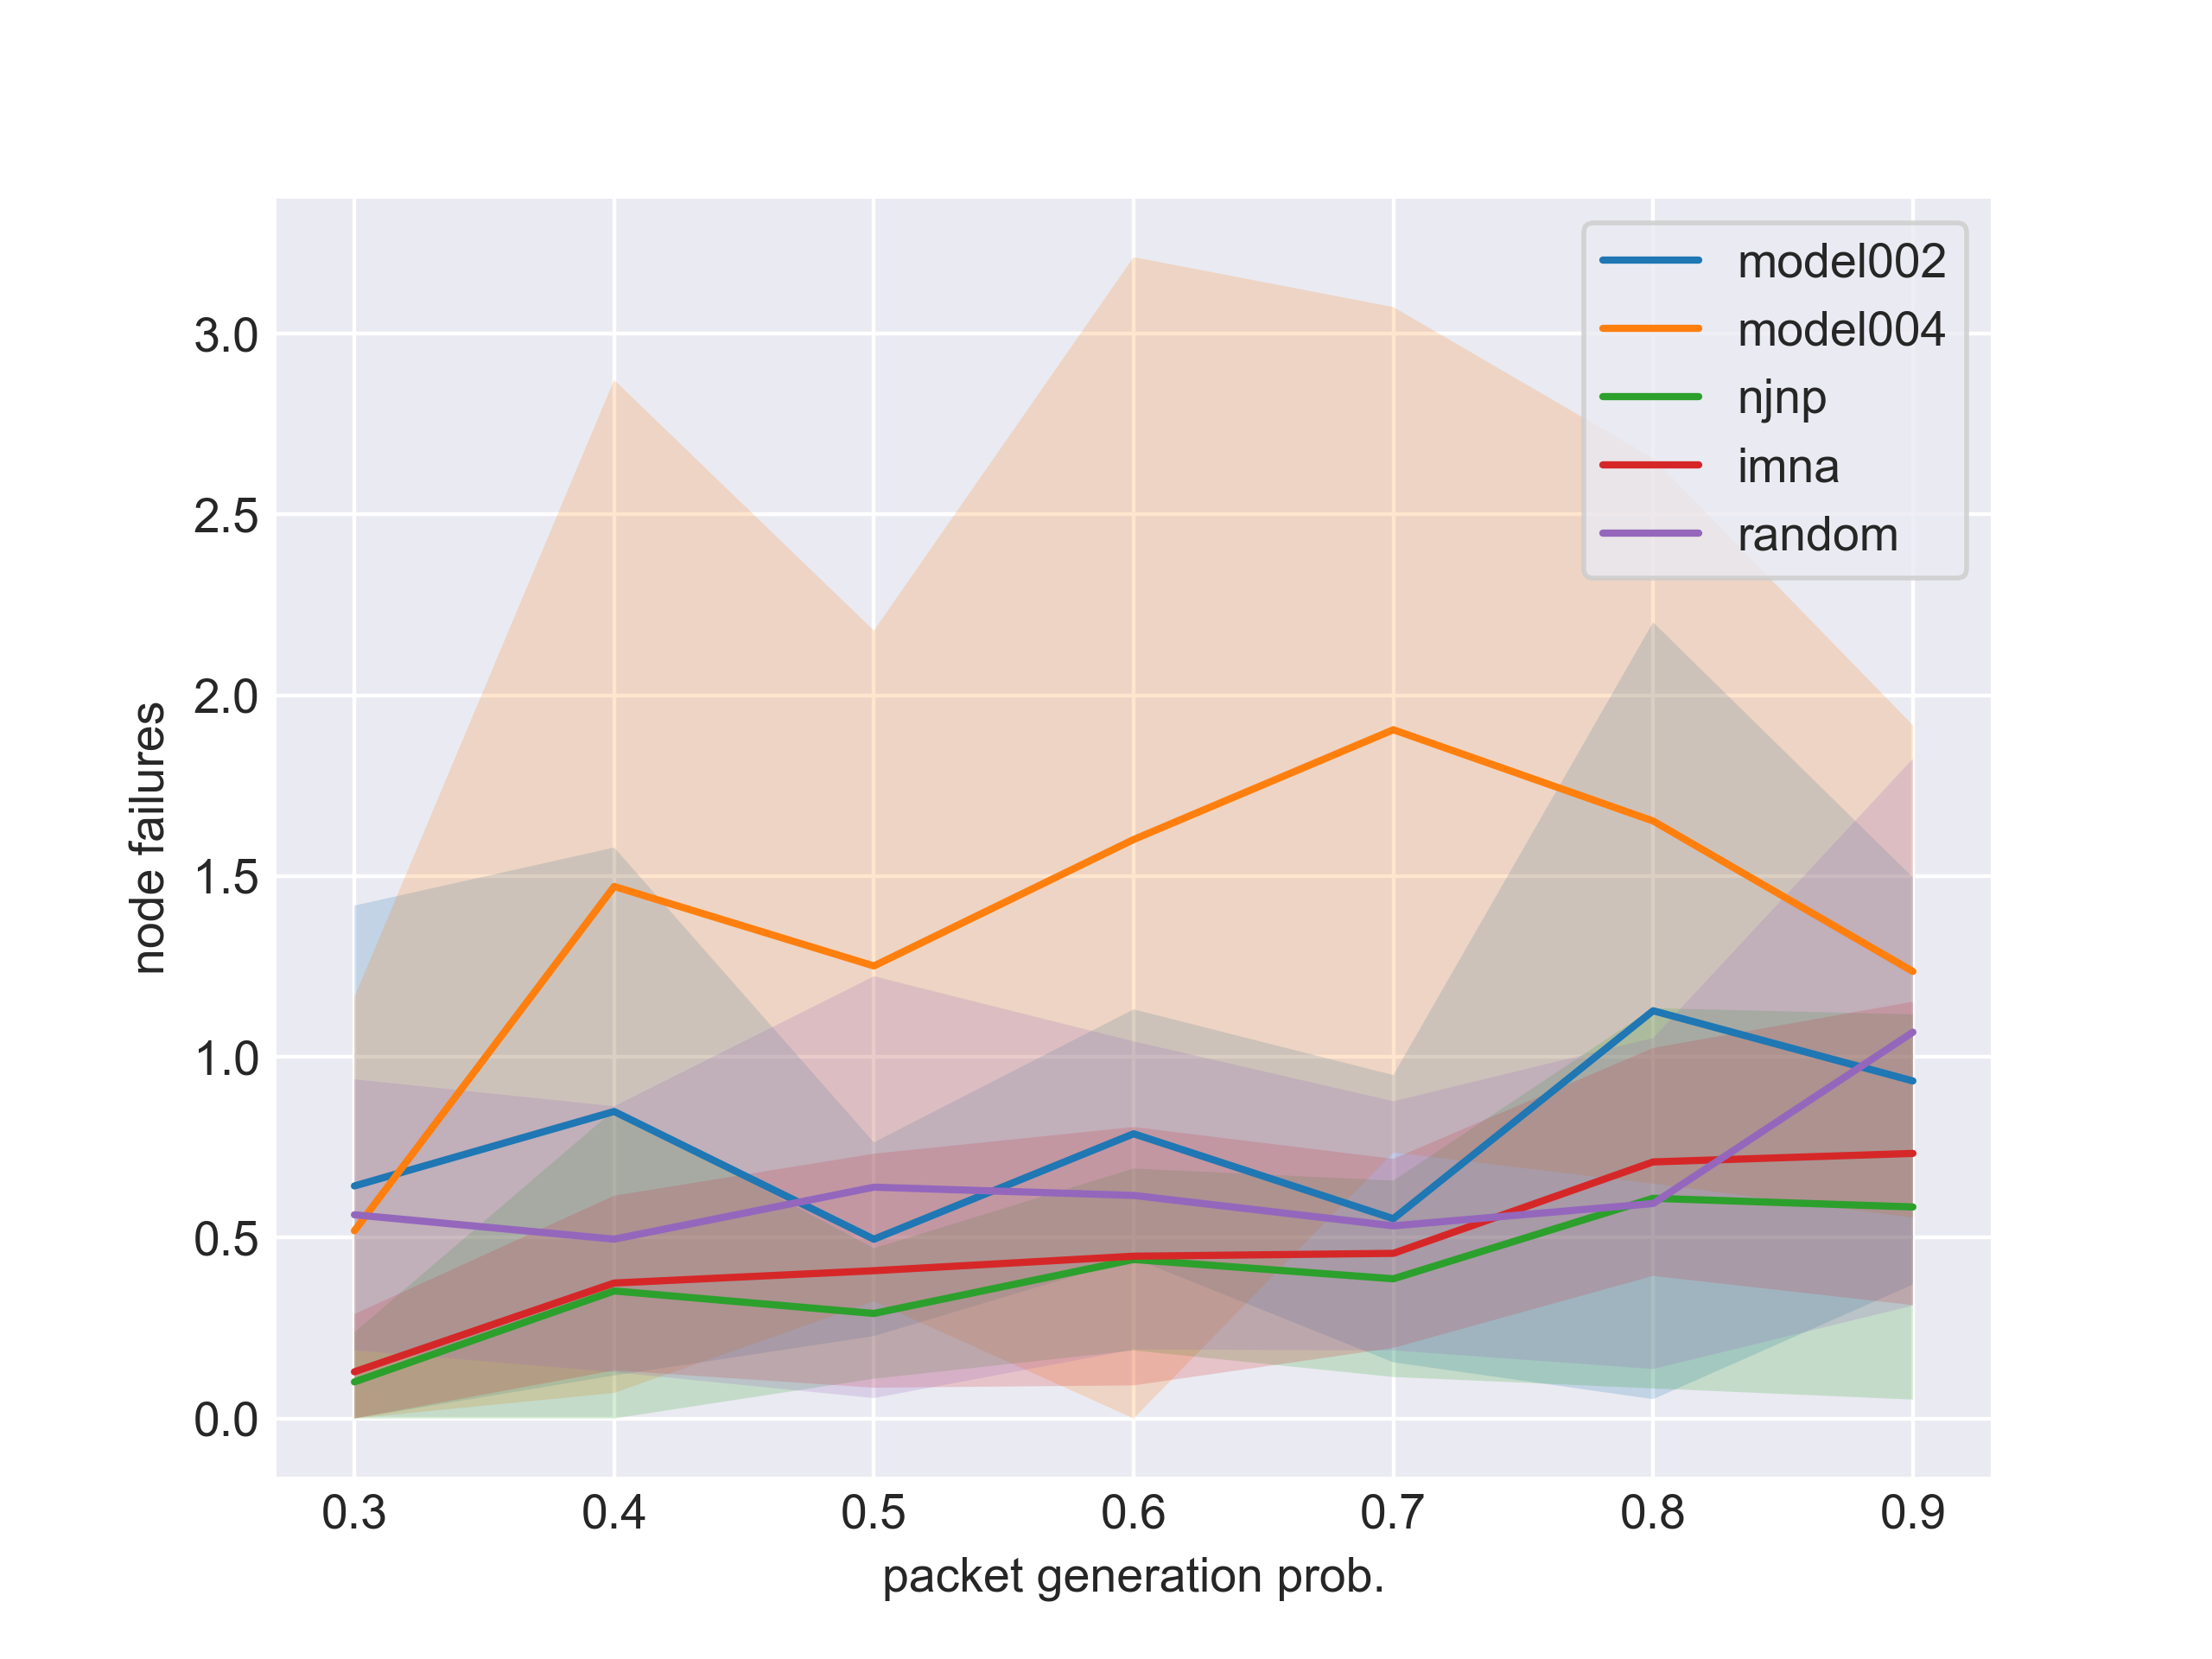 model002
model004
njnp
imna
random
3.0
2.5
2.0
1.5
1.0
0.5
0.0
node failures
0.3 0.4 0.5 0.6 0.7 0.8 0.9
packet generation prob.